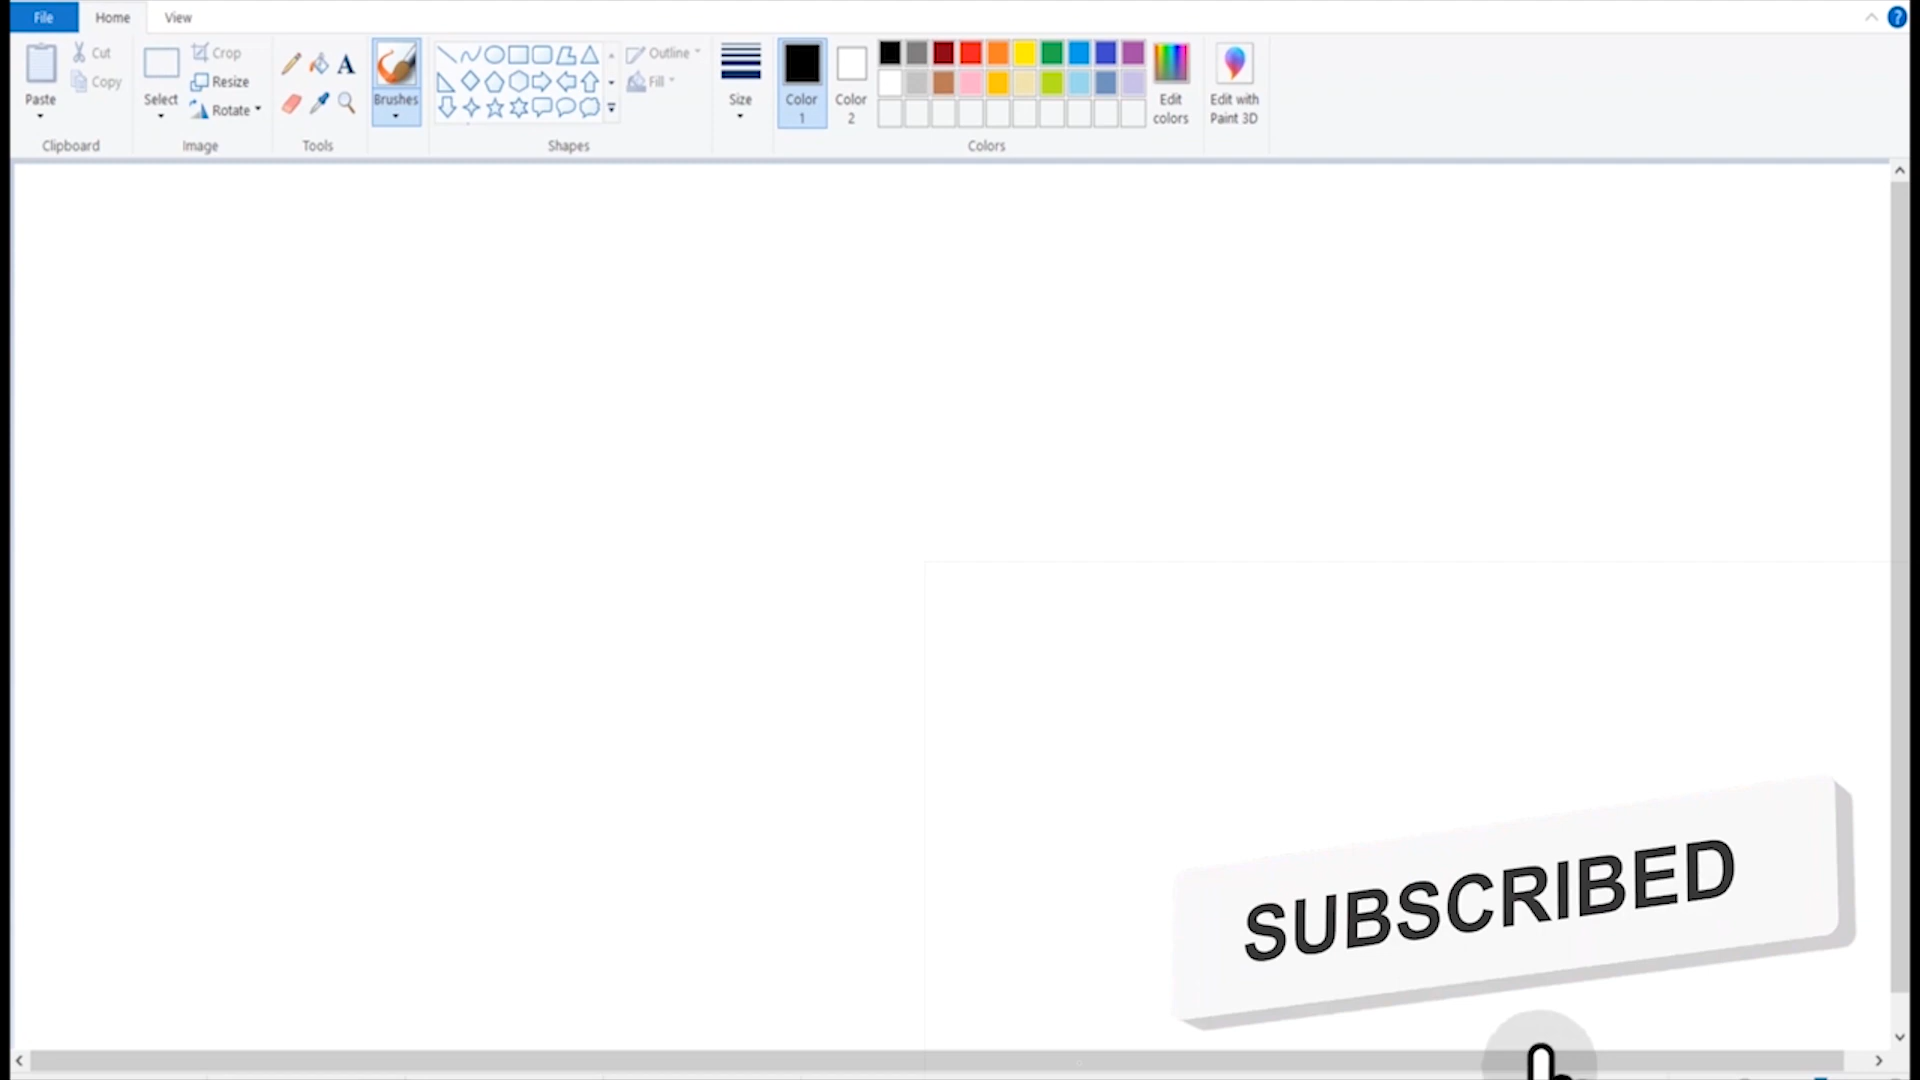 File Home View
Paste Cut Copy
Clipboard
Select Crop Resize Rotate
Image
A
Tools
Brushes
Outline Fill
Shapes
Size
Color 1
Color 2
Edit colors
Colors
Edit with Paint 3D
?
SUBSCRIBED